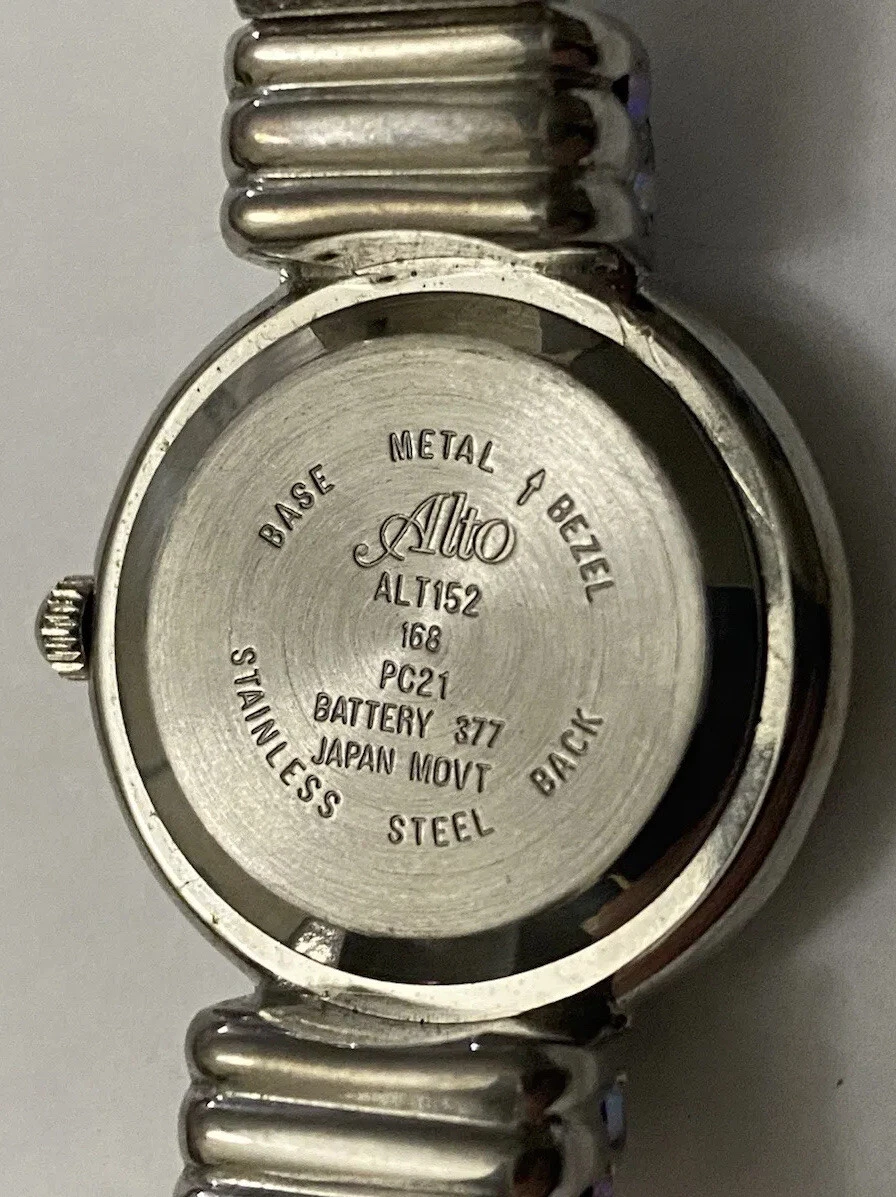 BASE METAL ↑ BEZEL
Alto
ALT152
168
PC21
BATTERY 377
JAPAN MOVT
STAINLESS STEEL BACK